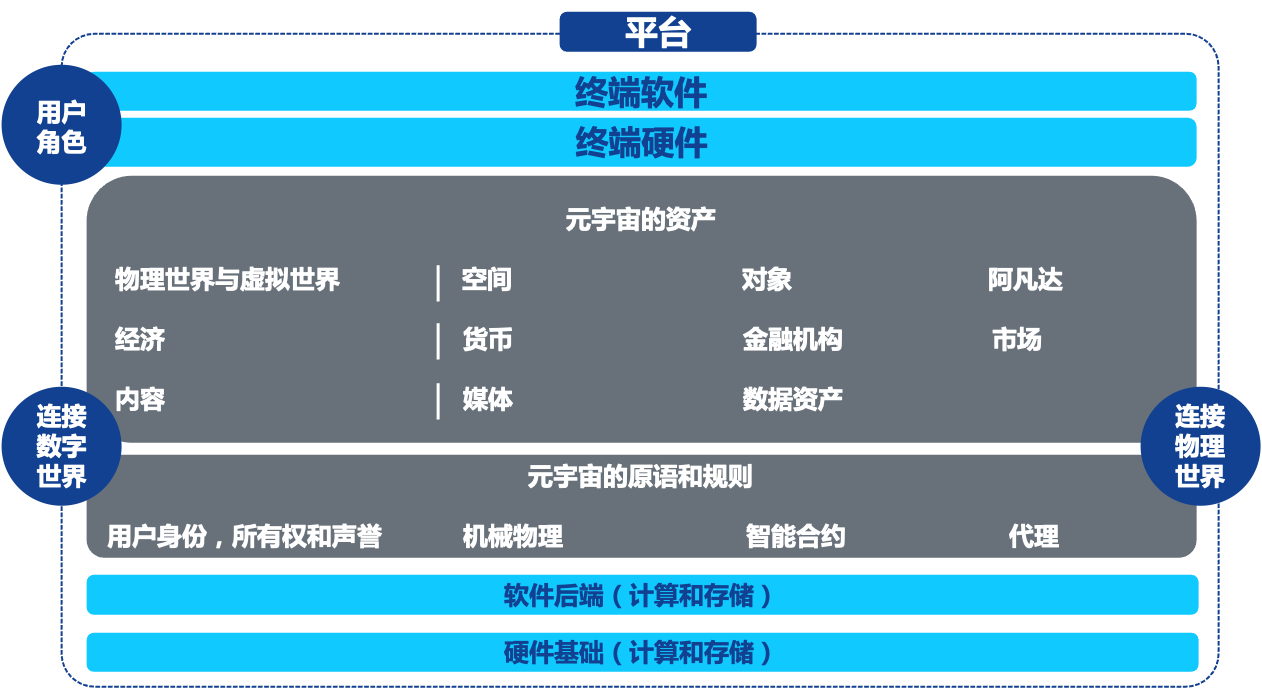 平台
终端软件
用户
角色
终端硬件
元宇宙的资产
物理世界与虚拟世界 空间 对象 阿凡达
经济 货币 金融机构 市场
内容 媒体 数据资产
连接
数字
世界
连接
物理
世界
元宇宙的原语和规则
用户身份，所有权和声誉 机械物理 智能合约 代理
软件后端（计算和存储）
硬件基础（计算和存储）